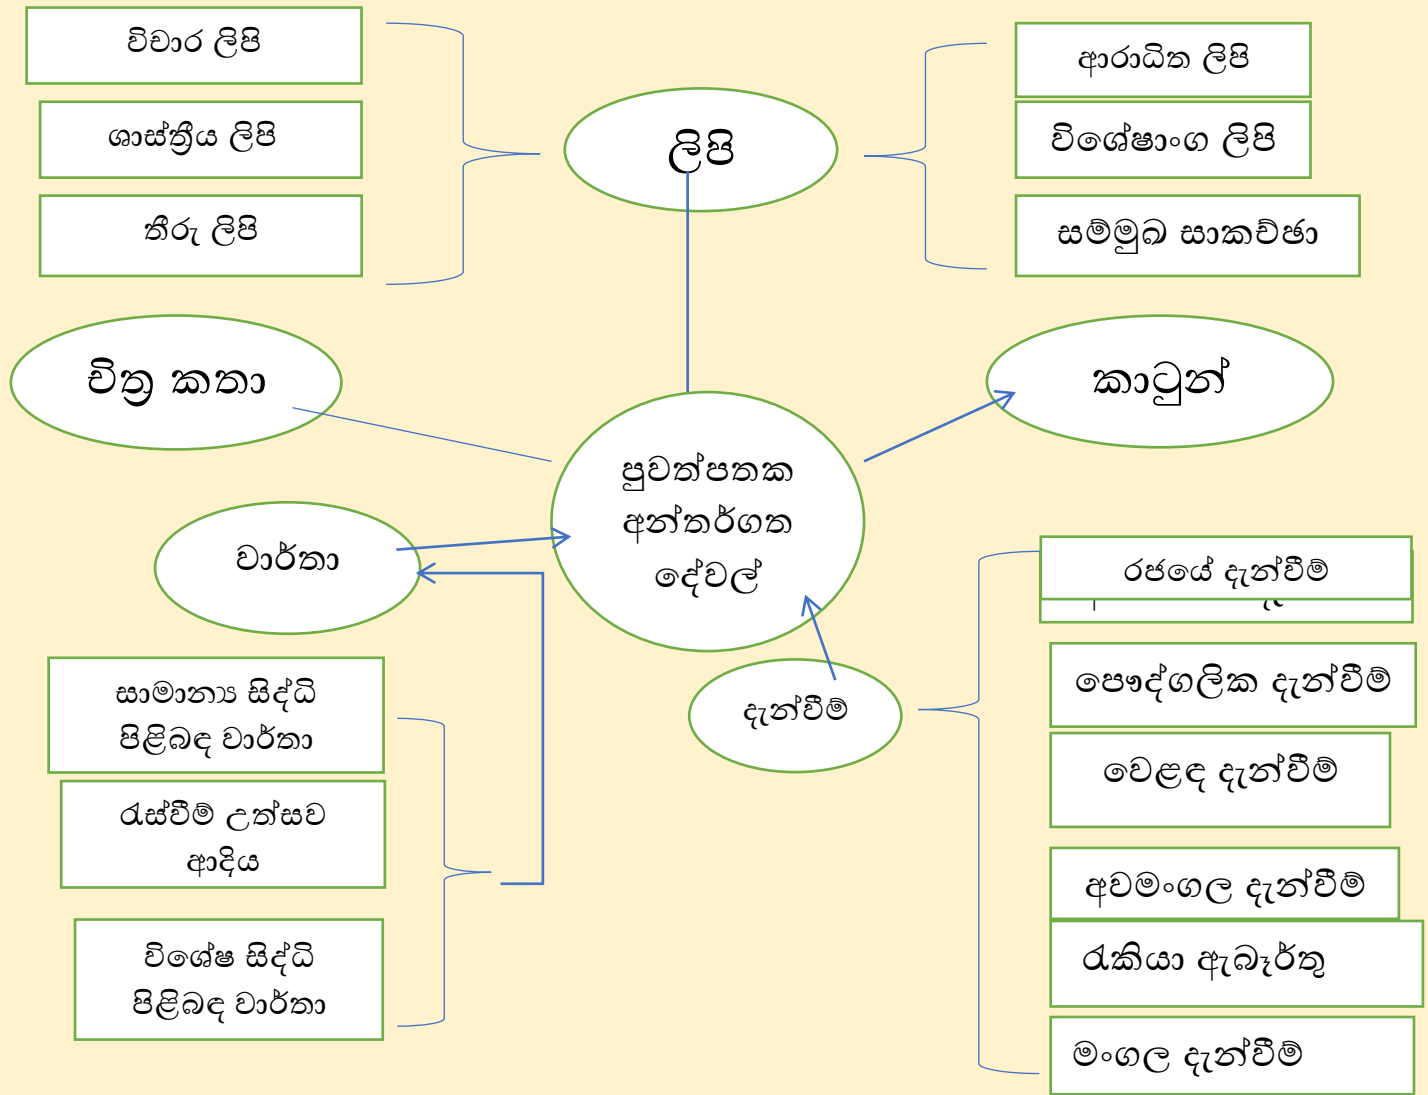 විචාර ලිපි
ශාස්ත්‍රීය ලිපි
තීරු ලිපි
ලිපි
ආරාධිත ලිපි
විශේෂාංග ලිපි
සම්මුඛ සාකච්ඡා
චිත්‍ර කතා
කාටුන්
පුවත්පතක
අන්තර්ගත
දේවල්
වාර්තා
සාමාන්‍ය සිද්ධි
පිළිබඳ වාර්තා
රැස්වීම් උත්සව
ආදිය
විශේෂ සිද්ධි
පිළිබඳ වාර්තා
දැන්වීම්
රජයේ දැන්වීම්
පෞද්ගලික දැන්වීම්
වෙළඳ දැන්වීම්
අවමංගල දැන්වීම්
රැකියා ඇබෑර්තු
මංගල දැන්වීම්